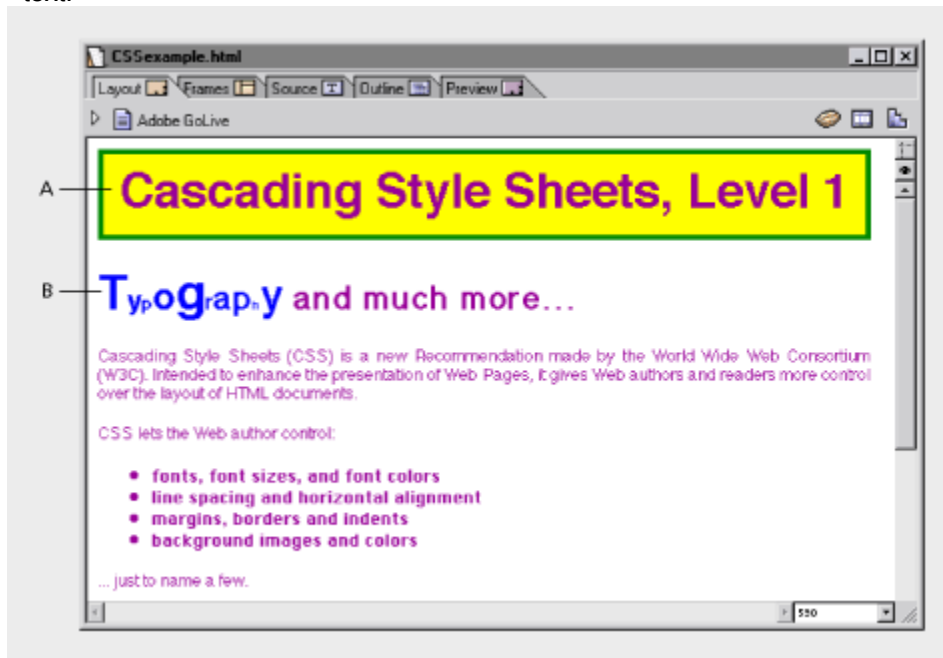 text.
CSSexample.html
Layout Frames Source Outline Preview
Adobe GoLive
A
Cascading Style Sheets, Level 1
B
Typography and much more...
Cascading Style Sheets (CSS) is a new Recommendation made by the World Wide Web Consortium
(W3C). Intended to enhance the presentation of Web Pages, it gives Web authors and readers more control
over the layout of HTML documents.
CSS lets the Web author control:
• fonts, font sizes, and font colors
• line spacing and horizontal alignment
• margins, borders and indents
• background images and colors
... just to name a few.
590